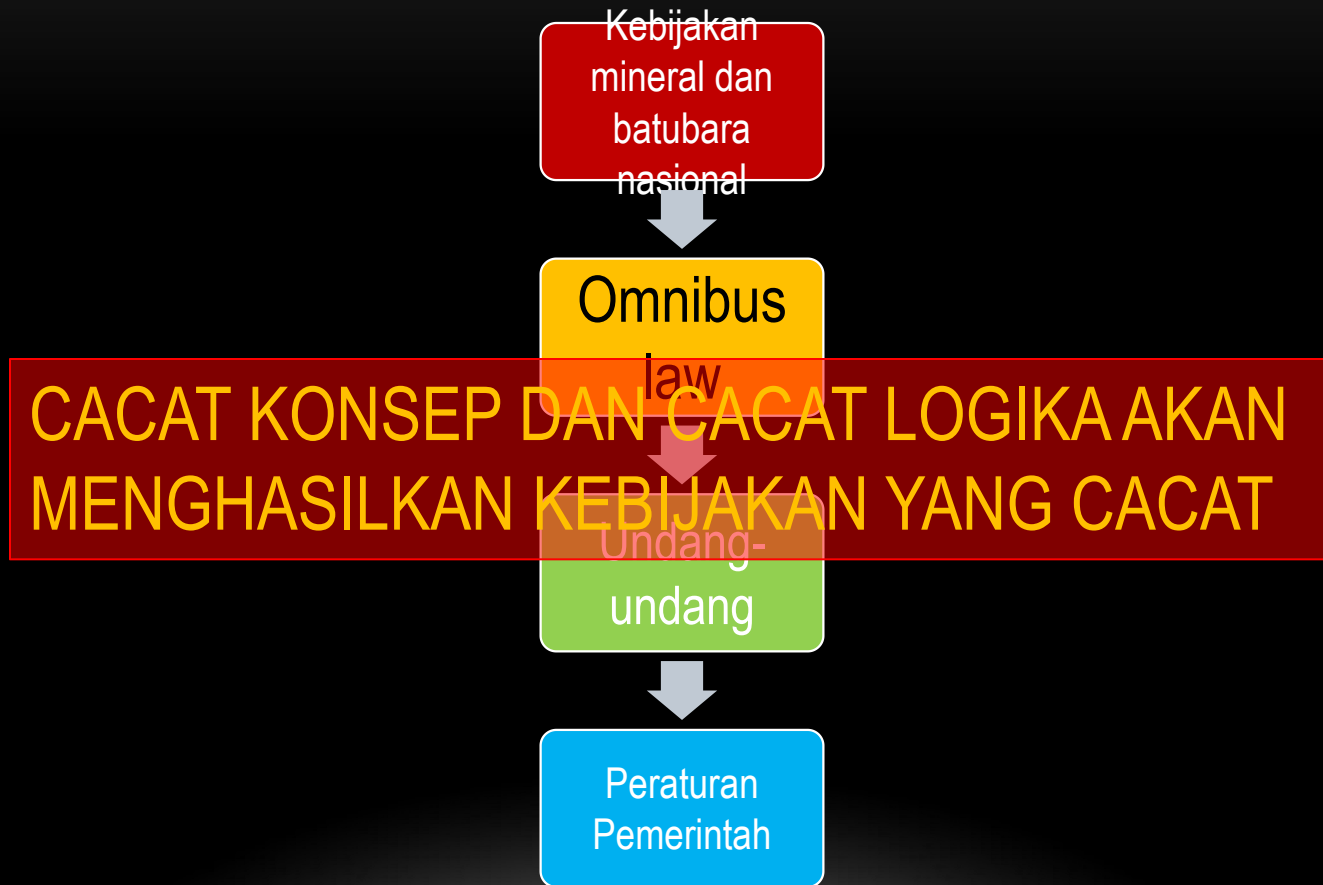 Kebijakan
mineral dan
batubara
nasional
Omnibus
law
CACAT KONSEP DAN CACAT LOGIKA AKAN
MENGHASILKAN KEBIJAKAN YANG CACAT
Undang-
undang
Peraturan
Pemerintah